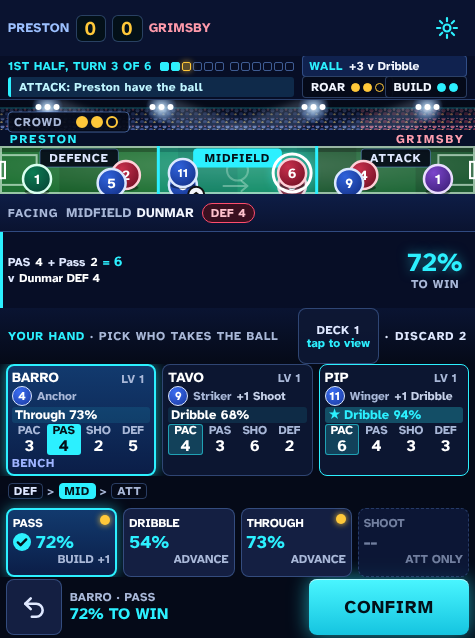 PRESTON 0 0 GRIMSBY
1ST HALF, TURN 3 OF 6
WALL +3 v Dribble
ATTACK: Preston have the ball
ROAR BUILD
CROWD
PRESTON GRIMSBY
DEFENCE MIDFIELD ATTACK
1 5 2 11 6 9 4 1
FACING MIDFIELD DUNMAR DEF 4
PAS 4 + Pass 2 = 6
v Dunmar DEF 4
72%
TO WIN
YOUR HAND · PICK WHO TAKES THE BALL
DECK 1
tap to view
· DISCARD 2
BARRO LV 1
4 Anchor
Through 73%
PAC PAS SHO DEF
3 4 2 5
BENCH
TAVO LV 1
9 Striker +1 Shoot
Dribble 68%
PAC PAS SHO DEF
4 3 6 2
PIP LV 1
11 Winger +1 Dribble
★ Dribble 94%
PAC PAS SHO DEF
6 4 3 3
DEF > MID > ATT
PASS
72%
BUILD +1
DRIBBLE
54%
ADVANCE
THROUGH
73%
ADVANCE
SHOOT
--
ATT ONLY
BARRO · PASS
72% TO WIN
CONFIRM